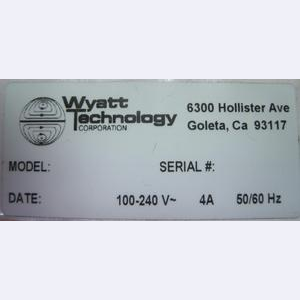 Wyatt
Technology
CORPORATION
6300 Hollister Ave
Goleta, Ca 93117
MODEL: SERIAL #:
DATE: 100-240 V~ 4A 50/60 Hz